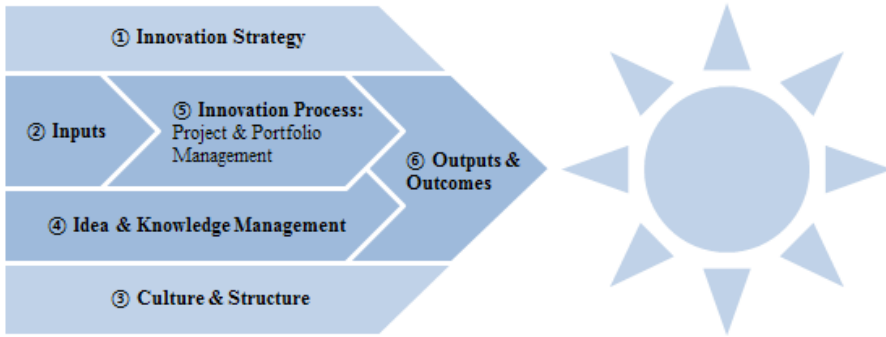 ① Innovation Strategy
② Inputs
⑤ Innovation Process:
Project & Portfolio
Management
⑥ Outputs &
Outcomes
④ Idea & Knowledge Management
③ Culture & Structure